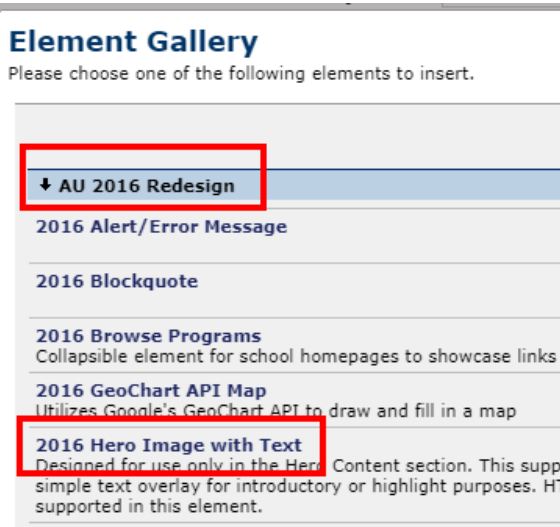 Element Gallery
Please choose one of the following elements to insert.
AU 2016 Redesign
2016 Alert/Error Message
2016 Blockquote
2016 Browse Programs
Collapsible element for school homepages to showcase links
2016 GeoChart API Map
Utilizes Google's GeoChart API to draw and fill in a map
2016 Hero Image with Text
Designed for use only in the Hero Content section. This supp
simple text overlay for introductory or highlight purposes. HT
supported in this element.